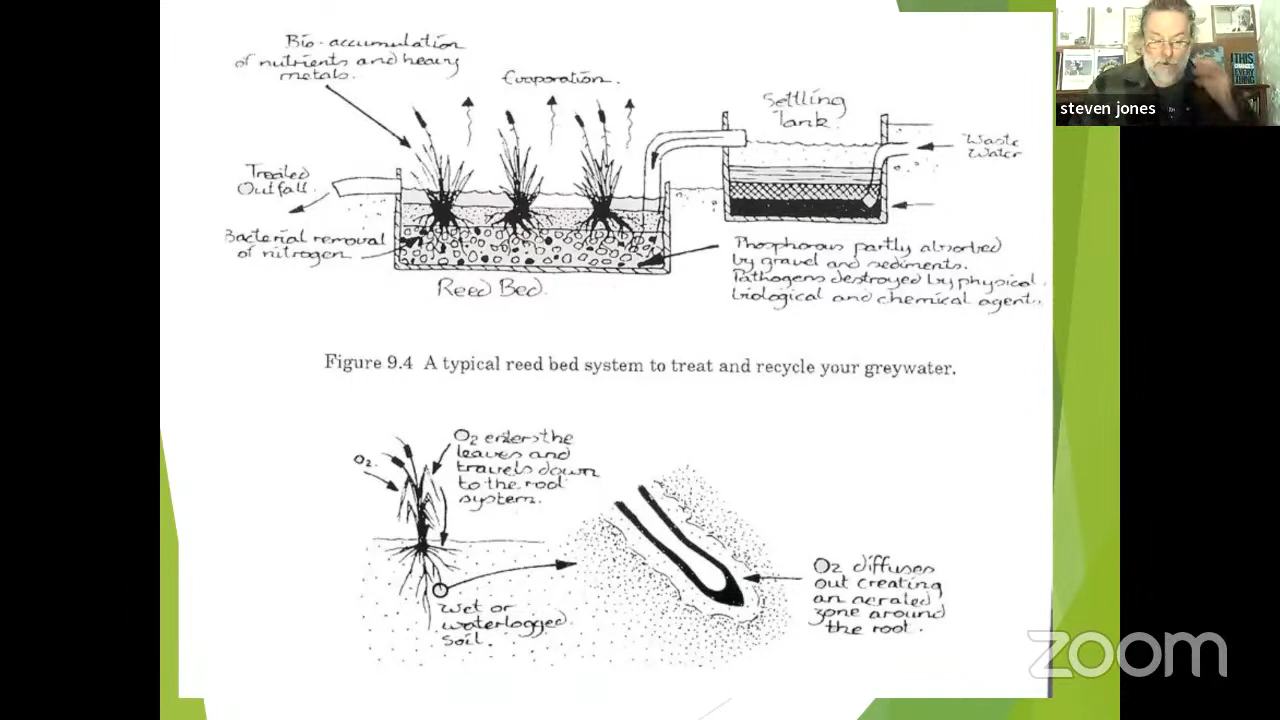 Bio-accumulation
of nutrients and heavy
metals.
Evaporation.
Settling
Tank.
Waste
Water
Treated
Outfall
Bacterial removal
of nitrogen
Reed Bed.
Phosphorous partly absorbed
by gravel and sediments.
Pathogens destroyed by physical
biological and chemical agents.
Figure 9.4 A typical reed bed system to treat and recycle your greywater.
O2.
O2 enters the
leaves and
travels down
to the root
system.
Wet or
waterlogged
soil.
O2 diffuses
out creating
an aerated
zone around
the root.
steven jones
THIS
CHANGES
EVERY
THING
zoom